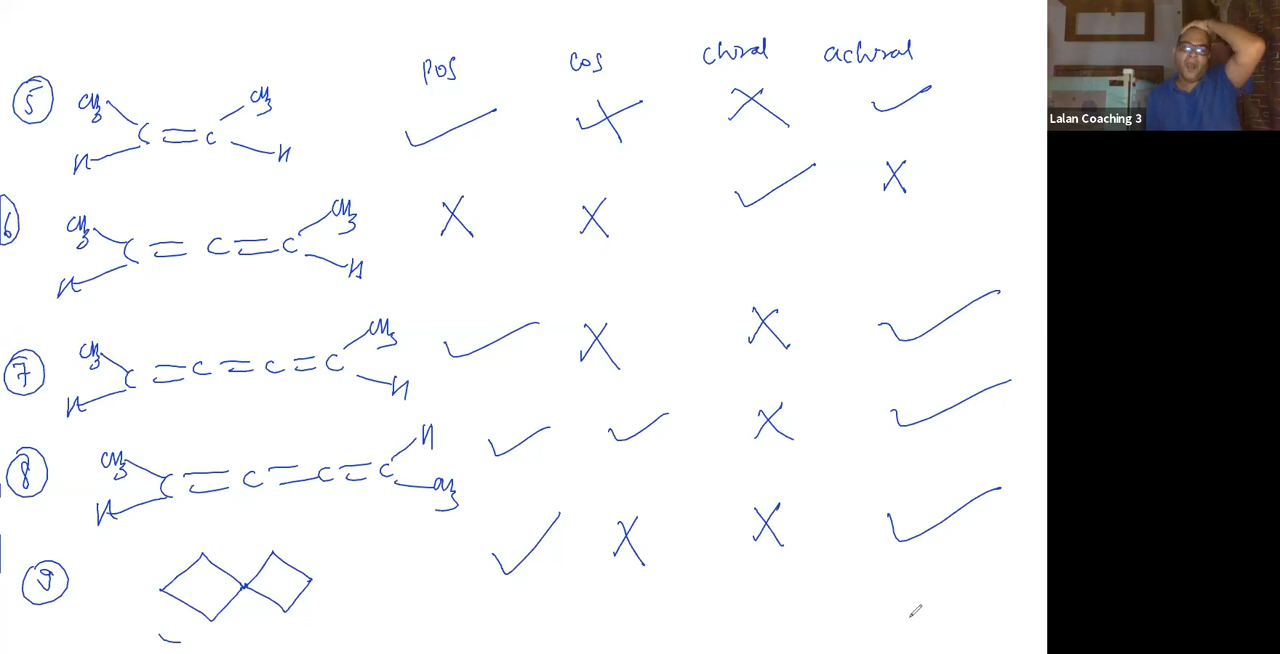 POS COS chiral achiral
5 CH3 CH3
C = C
H H
✓ ✓ X ✓
6 CH3 CH3
C = C = C
H H
X X ✓ X
7 CH3 CH3
C = C = C = C
H H
✓ X X ✓
8 CH3 H
C = C = C = C
H CH3
✓ ✓ X ✓
9 ✓ X X ✓
Lalan Coaching 3